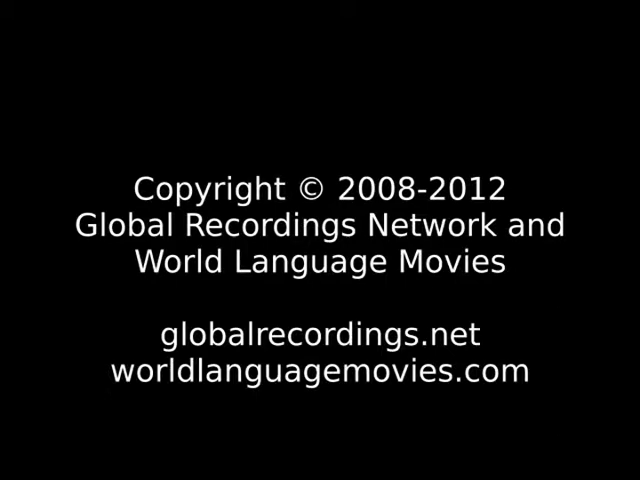 Copyright © 2008-2012
Global Recordings Network and
World Language Movies
globalrecordings.net
worldlanguagemovies.com